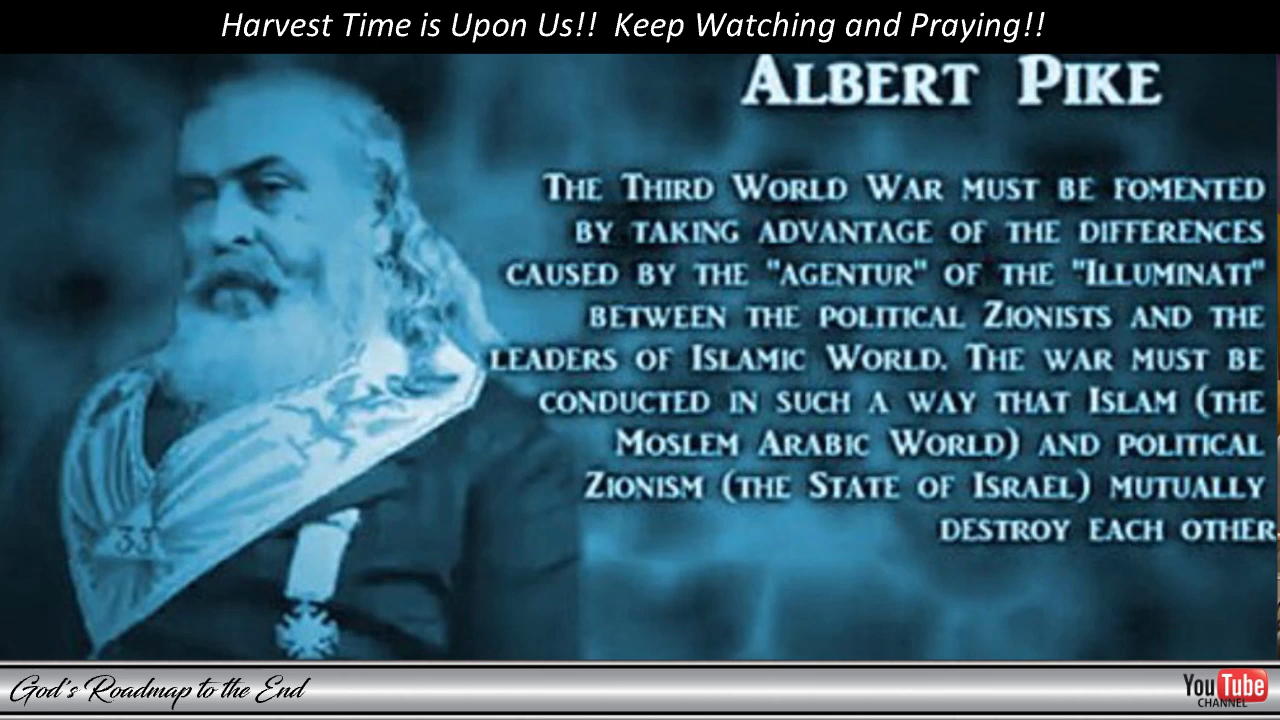 Harvest Time is Upon Us!! Keep Watching and Praying!!
ALBERT PIKE
THE THIRD WORLD WAR MUST BE FOMENTED
BY TAKING ADVANTAGE OF THE DIFFERENCES
CAUSED BY THE "AGENTUR" OF THE "ILLUMINATI"
BETWEEN THE POLITICAL ZIONISTS AND THE
LEADERS OF ISLAMIC WORLD. THE WAR MUST BE
CONDUCTED IN SUCH A WAY THAT ISLAM (THE
MOSLEM ARABIC WORLD) AND POLITICAL
ZIONISM (THE STATE OF ISRAEL) MUTUALLY
DESTROY EACH OTHER
33
God's Roadmap to the End
YouTube
CHANNEL